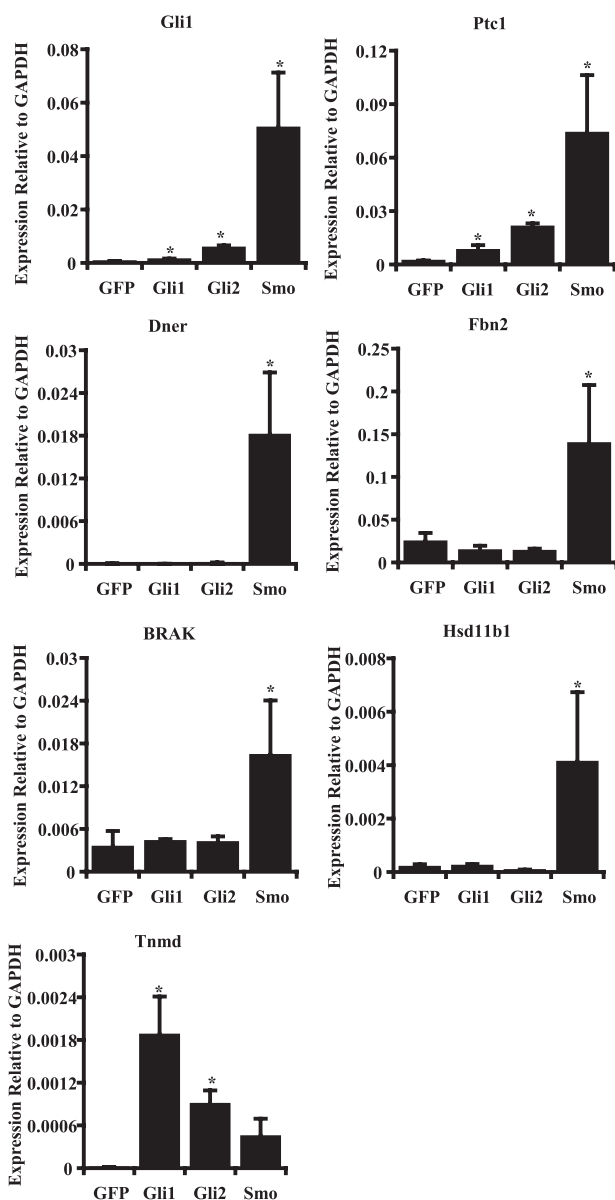 Gli1
Expression Relative to GAPDH
0.08
0.06
0.04
0.02
0
*
*
*
GFP Gli1 Gli2 Smo
Ptc1
Expression Relative to GAPDH
0.12
0.09
0.06
0.03
0
*
*
*
GFP Gli1 Gli2 Smo
Dner
Expression Relative to GAPDH
0.03
0.024
0.018
0.012
0.006
0
*
GFP Gli1 Gli2 Smo
Fbn2
Expression Relative to GAPDH
0.25
0.2
0.15
0.1
0.05
0
*
GFP Gli1 Gli2 Smo
BRAK
Expression Relative to GAPDH
0.03
0.024
0.018
0.012
0.006
0
*
GFP Gli1 Gli2 Smo
Hsd11b1
Expression Relative to GAPDH
0.008
0.006
0.004
0.002
0
*
GFP Gli1 Gli2 Smo
Tnmd
Expression Relative to GAPDH
0.003
0.0024
0.0018
0.0012
0.0006
0
*
*
GFP Gli1 Gli2 Smo